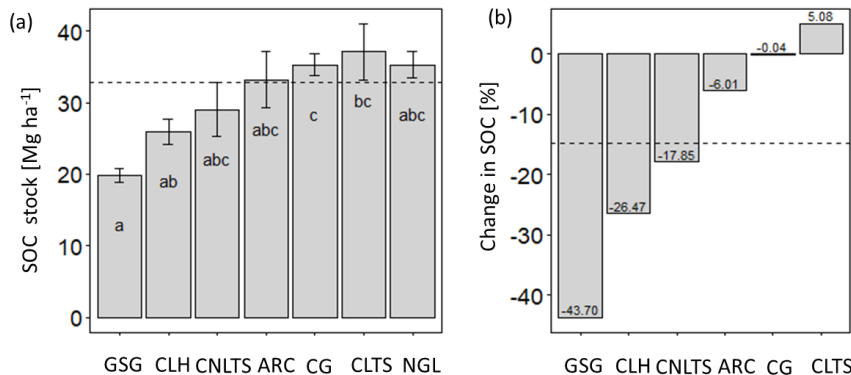 (a)
SOC stock [Mg ha⁻¹]
40
30
20
10
0
a
ab
abc
abc
c
bc
abc
GSG CLH CNLTS ARC CG CLTS NGL
(b)
Change in SOC [%]
0
-10
-20
-30
-40
-43.70
-26.47
-17.85
-6.01
-0.04
5.08
GSG CLH CNLTS ARC CG CLTS